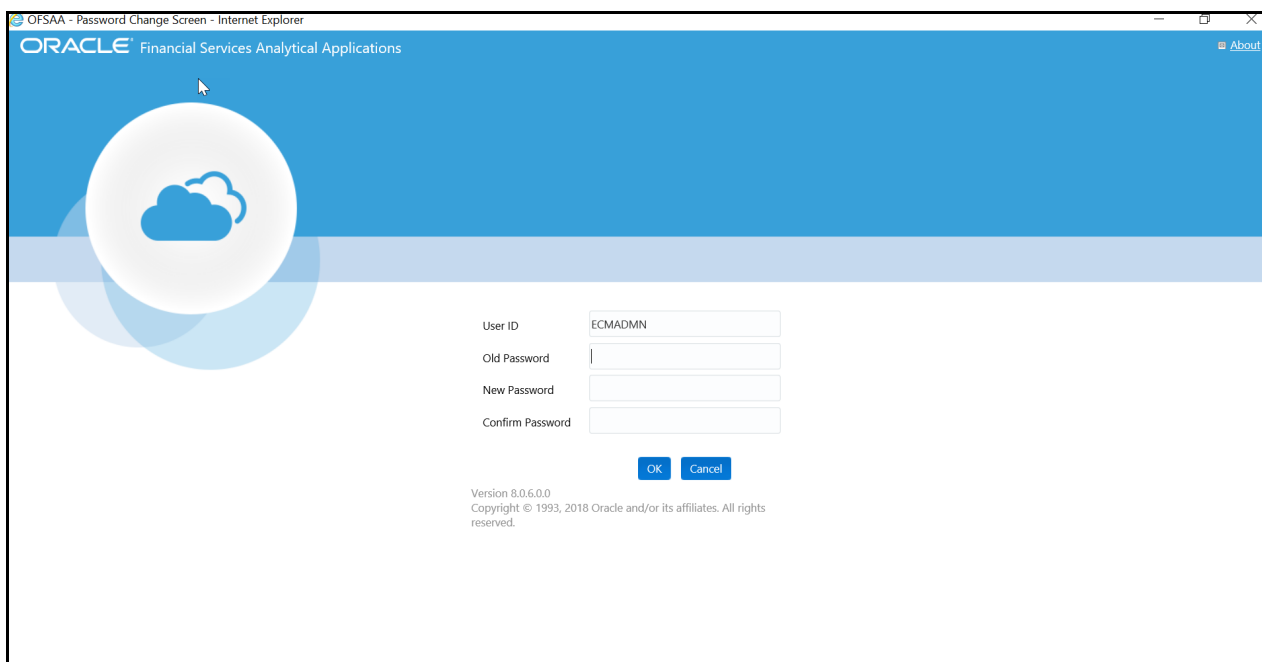 OFSAA - Password Change Screen - Internet Explorer
ORACLE® Financial Services Analytical Applications
About
User ID ECMADMN
Old Password
New Password
Confirm Password
OK Cancel
Version 8.0.6.0.0
Copyright © 1993, 2018 Oracle and/or its affiliates. All rights
reserved.